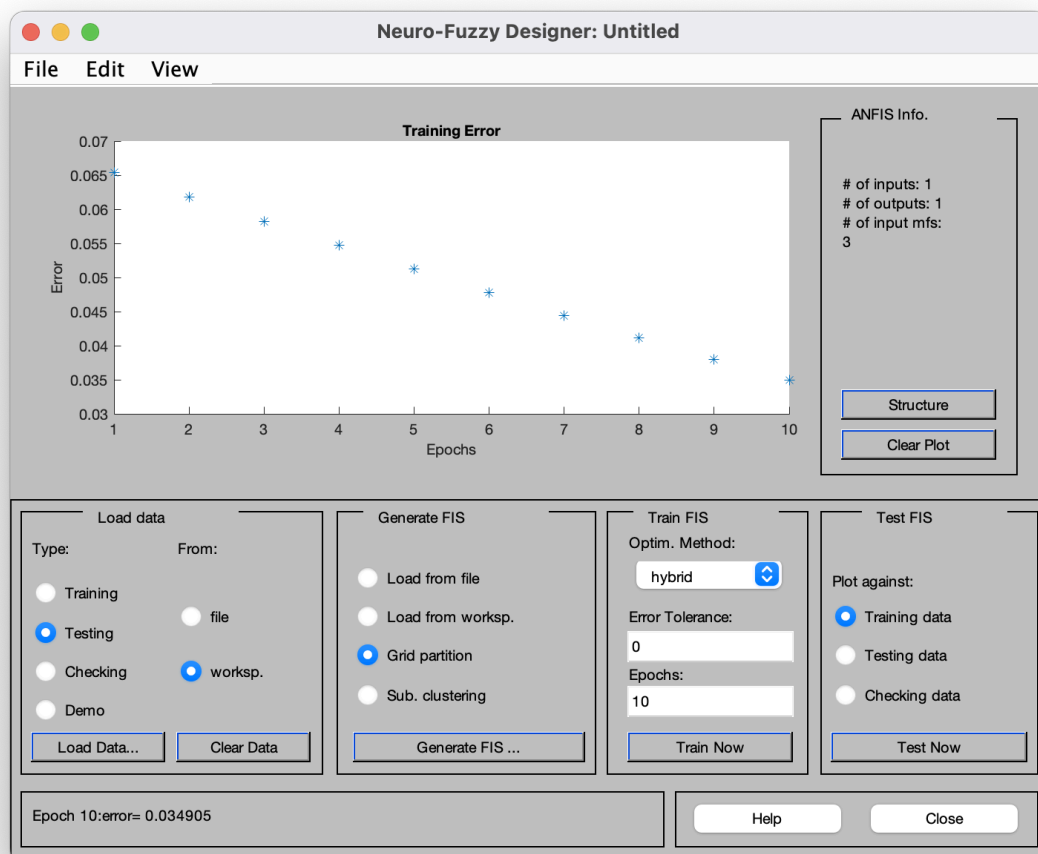 Neuro-Fuzzy Designer: Untitled
File Edit View
Training Error
0.07
0.065
0.06
0.055
0.05
0.045
0.04
0.035
0.03
Error
1 2 3 4 5 6 7 8 9 10
Epochs
ANFIS Info.
# of inputs: 1
# of outputs: 1
# of input mfs:
3
Structure
Clear Plot
Load data
Type: From:
Training
file
Testing
Checking
worksp.
Demo
Load Data... Clear Data
Generate FIS
Load from file
Load from worksp.
Grid partition
Sub. clustering
Generate FIS ...
Train FIS
Optim. Method:
hybrid
Error Tolerance:
0
Epochs:
10
Train Now
Test FIS
Plot against:
Training data
Testing data
Checking data
Test Now
Epoch 10:error= 0.034905
Help Close